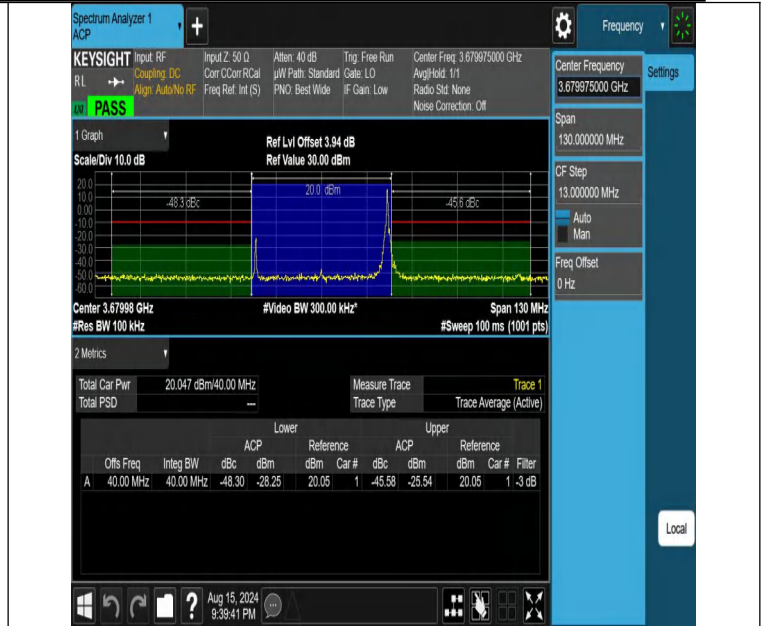 Spectrum Analyzer 1
ACP
+
Frequency
KEYSIGHT
RL
PASS
Input: RF
Coupling: DC
Align: Auto/No RF
Input Z: 50 Ω
Corr CCorr RCal
Freq Ref: Int (S)
Atten: 40 dB
µW Path: Standard
PNO: Best Wide
Trig: Free Run
Gate: LO
IF Gain: Low
Center Freq: 3.679975000 GHz
Avg|Hold: 1/1
Radio Std: None
Noise Correction: Off
Center Frequency
3.679975000 GHz
Settings
Span
130.000000 MHz
CF Step
13.000000 MHz
Auto
Man
Freq Offset
0 Hz
1 Graph
Scale/Div 10.0 dB
Ref Lvl Offset 3.94 dB
Ref Value 30.00 dBm
20.0
10.0
0.00
-10.0
-20.0
-30.0
-40.0
-50.0
-60.0
-48.3 dBc
20.0 dBm
-45.6 dBc
Center 3.67998 GHz
#Video BW 300.00 kHz*
Span 130 MHz
#Res BW 100 kHz
#Sweep 100 ms (1001 pts)
2 Metrics
Total Car Pwr 20.047 dBm/40.00 MHz
Total PSD ---
Measure Trace Trace 1
Trace Type Trace Average (Active)
Lower Upper
ACP Reference ACP Reference
Offs Freq Integ BW dBc dBm dBm Car # dBc dBm dBm Car # Filter
A 40.00 MHz 40.00 MHz -48.30 -28.25 20.05 1 -45.58 -25.54 20.05 1 -3 dB
Local
?
Aug 15, 2024
9:39:41 PM